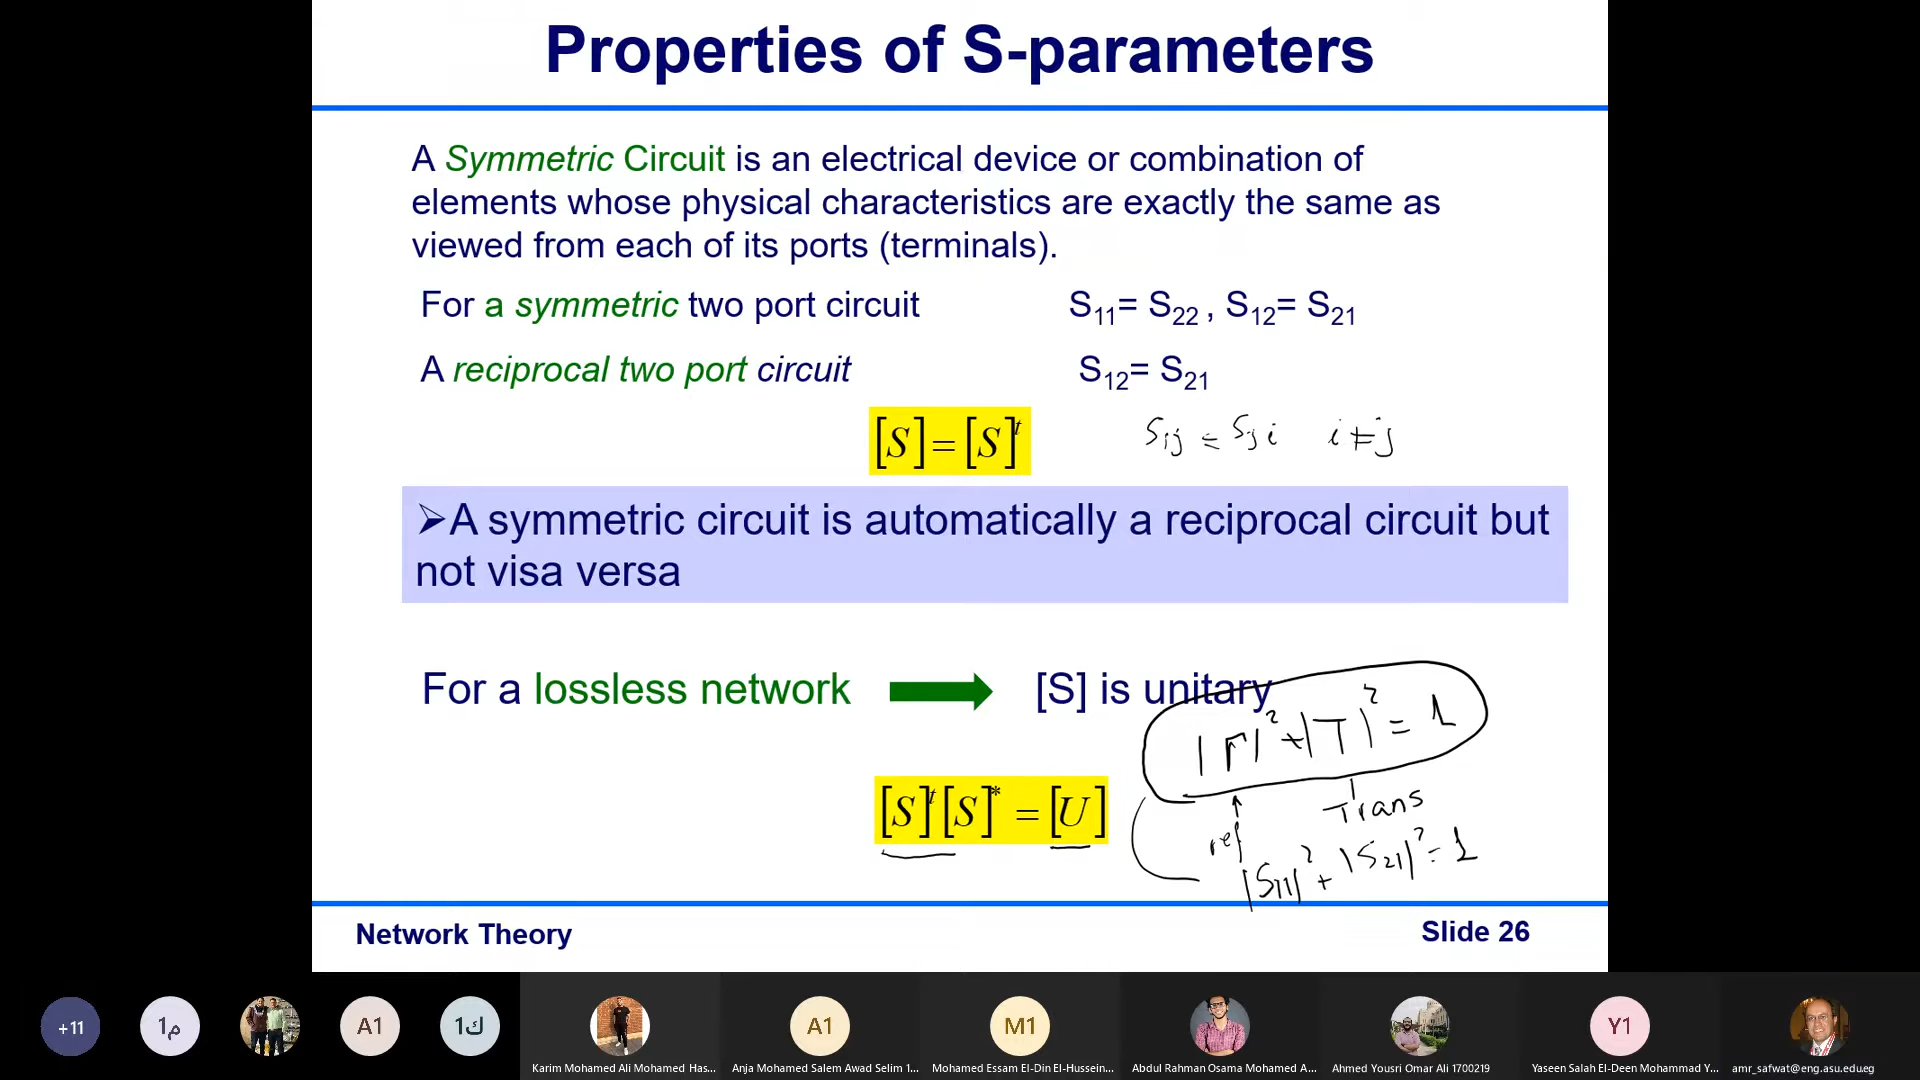 Properties of S-parameters
A Symmetric Circuit is an electrical device or combination of
elements whose physical characteristics are exactly the same as
viewed from each of its ports (terminals).
For a symmetric two port circuit S11= S22 , S12= S21
A reciprocal two port circuit S12= S21
[S]=[S]^t Sij = Sji i≠j
➢A symmetric circuit is automatically a reciprocal circuit but
not visa versa
For a lossless network [S] is unitary
|Γ|²+|T|²=1
[S]^t[S]^* =[U]
ref Trans
|S11|²+|S21|²=1
Network Theory Slide 26
+11 1م A1 1ك A1 M1 Y1
Karim Mohamed Ali Mohamed Has... Anja Mohamed Salem Awad Selim 1... Mohamed Essam El-Din El-Hussein... Abdul Rahman Osama Mohamed A... Ahmed Yousri Omar Ali 1700219 Yaseen Salah El-Deen Mohammad Y... amr_safwat@eng.asu.edu.eg